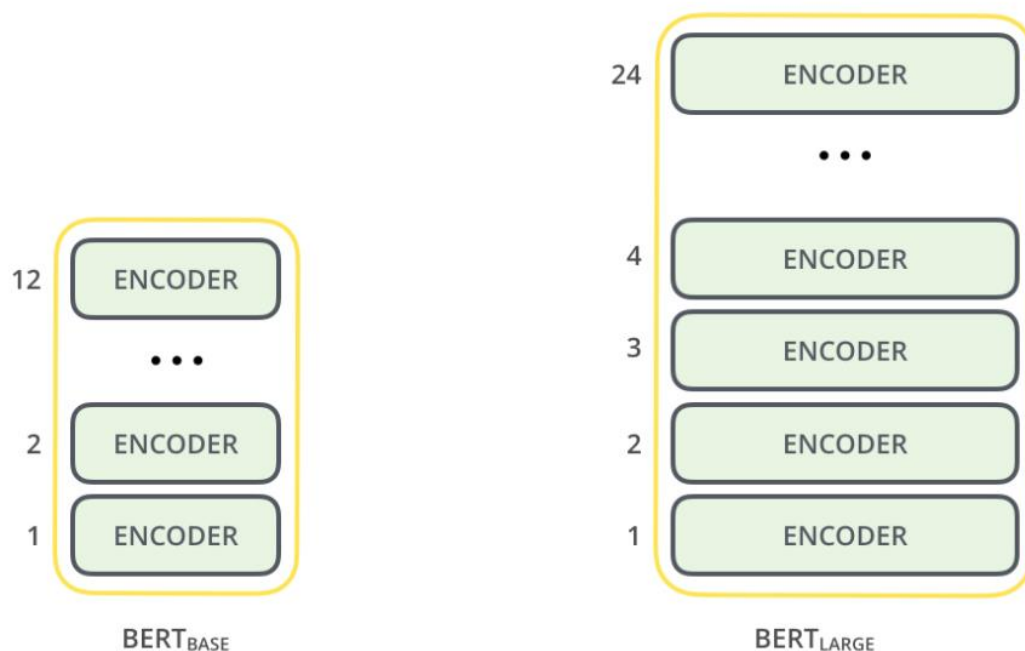 24 ENCODER
...
4 ENCODER
12 ENCODER
3 ENCODER
...
2 ENCODER
2 ENCODER
1 ENCODER
1 ENCODER
BERTBASE
BERTLARGE